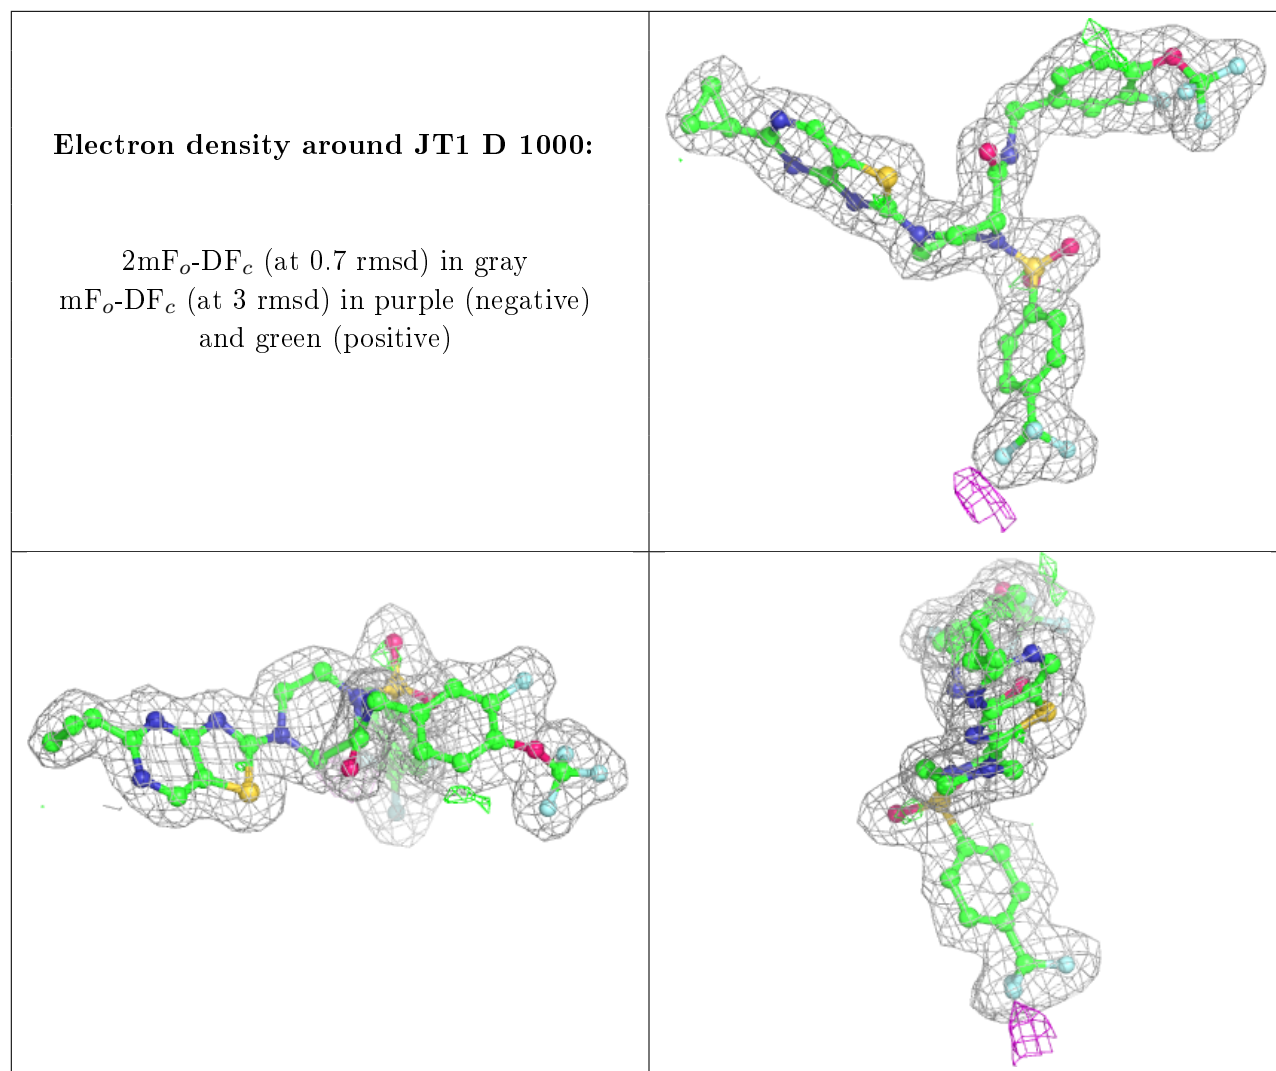 Electron density around JT1 D 1000:
2mFo-DFc (at 0.7 rmsd) in gray
mFo-DFc (at 3 rmsd) in purple (negative)
and green (positive)